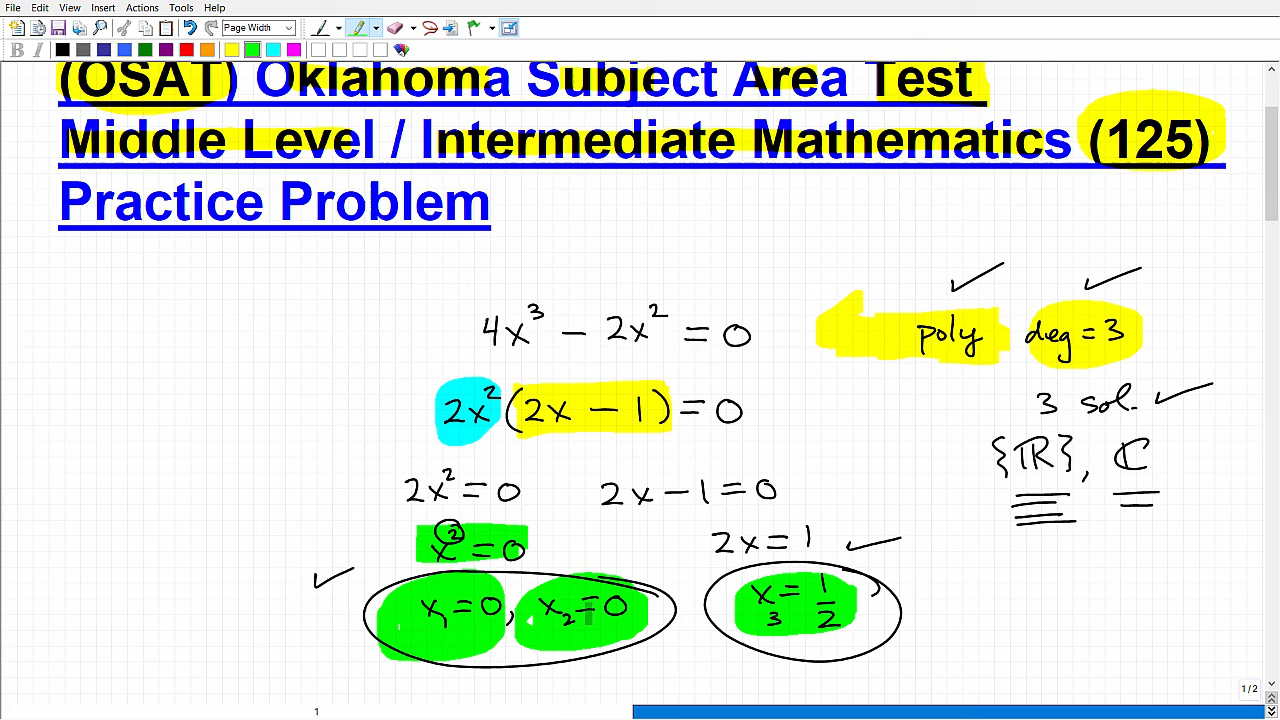 File Edit View Insert Actions Tools Help
Page Width
B I
(OSAT) Oklahoma Subject Area Test
Middle Level / Intermediate Mathematics (125)
Practice Problem
4x³ − 2x² = 0 poly deg = 3
2x²(2x − 1) = 0 3 sol.
{ℝ}, ℂ
2x² = 0 2x − 1 = 0
x² = 0 2x = 1
x₁ = 0, x₂ = 0 x₃ = 1/2
1/2
1